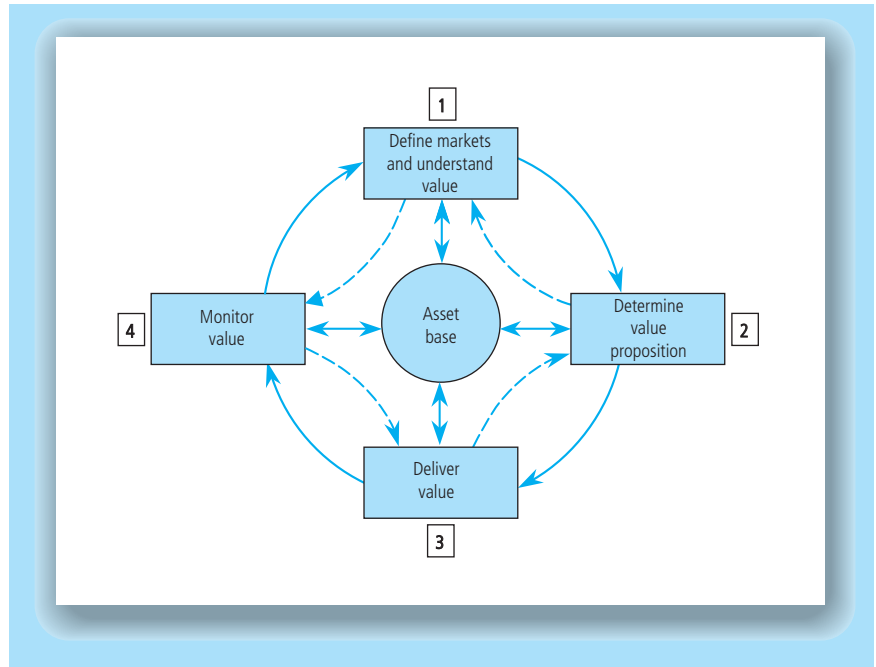 1
Define markets
and understand
value
Asset
base
Monitor
value
4
Determine
value
proposition
2
Deliver
value
3